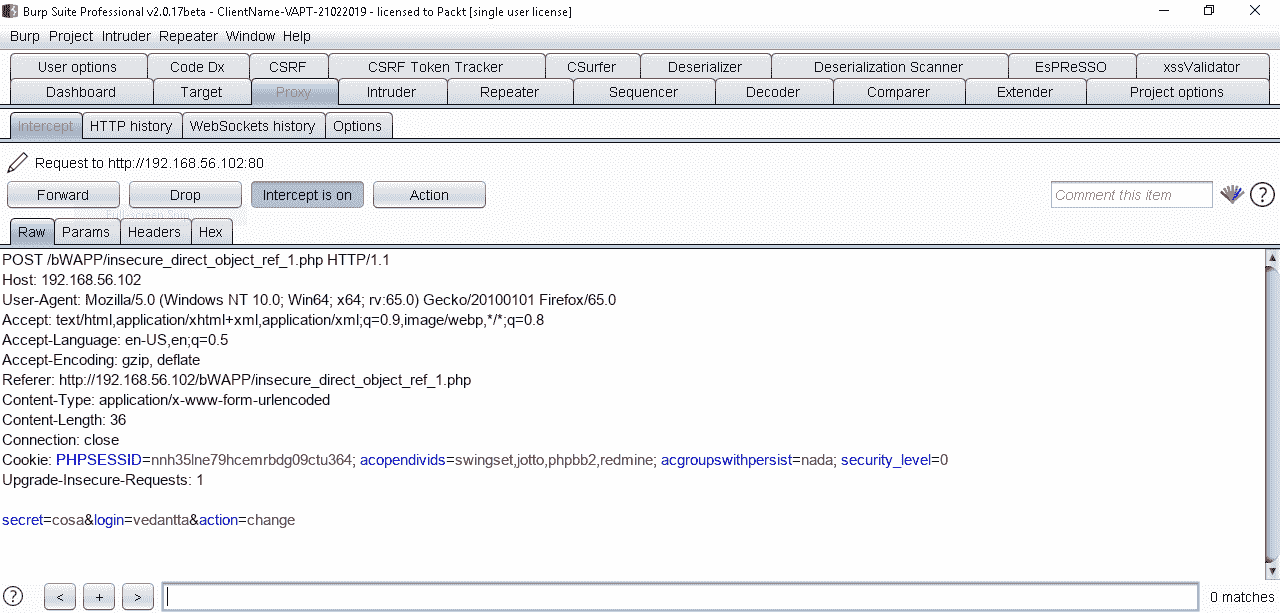 Burp Suite Professional v2.0.17beta - ClientName-VAPT-21022019 - licensed to Packt [single user license]
Burp Project Intruder Repeater Window Help
User options Code Dx CSRF CSRF Token Tracker CSurfer Deserializer Deserialization Scanner EsPReSSO xssValidator
Dashboard Target Proxy Intruder Repeater Sequencer Decoder Comparer Extender Project options
Intercept HTTP history WebSockets history Options
Request to http://192.168.56.102:80
Forward Drop Intercept is on Action Comment this item ?
Raw Params Headers Hex
POST /bWAPP/insecure_direct_object_ref_1.php HTTP/1.1
Host: 192.168.56.102
User-Agent: Mozilla/5.0 (Windows NT 10.0; Win64; x64; rv:65.0) Gecko/20100101 Firefox/65.0
Accept: text/html,application/xhtml+xml,application/xml;q=0.9,image/webp,*/*;q=0.8
Accept-Language: en-US,en;q=0.5
Accept-Encoding: gzip, deflate
Referer: http://192.168.56.102/bWAPP/insecure_direct_object_ref_1.php
Content-Type: application/x-www-form-urlencoded
Content-Length: 36
Connection: close
Cookie: PHPSESSID=nnh35lne79hcemrbdg09ctu364; acopendivids=swingset,jotto,phpbb2,redmine; acgroupswithpersist=nada; security_level=0
Upgrade-Insecure-Requests: 1
secret=cosa&login=vedantta&action=change
? < + > 0 matches